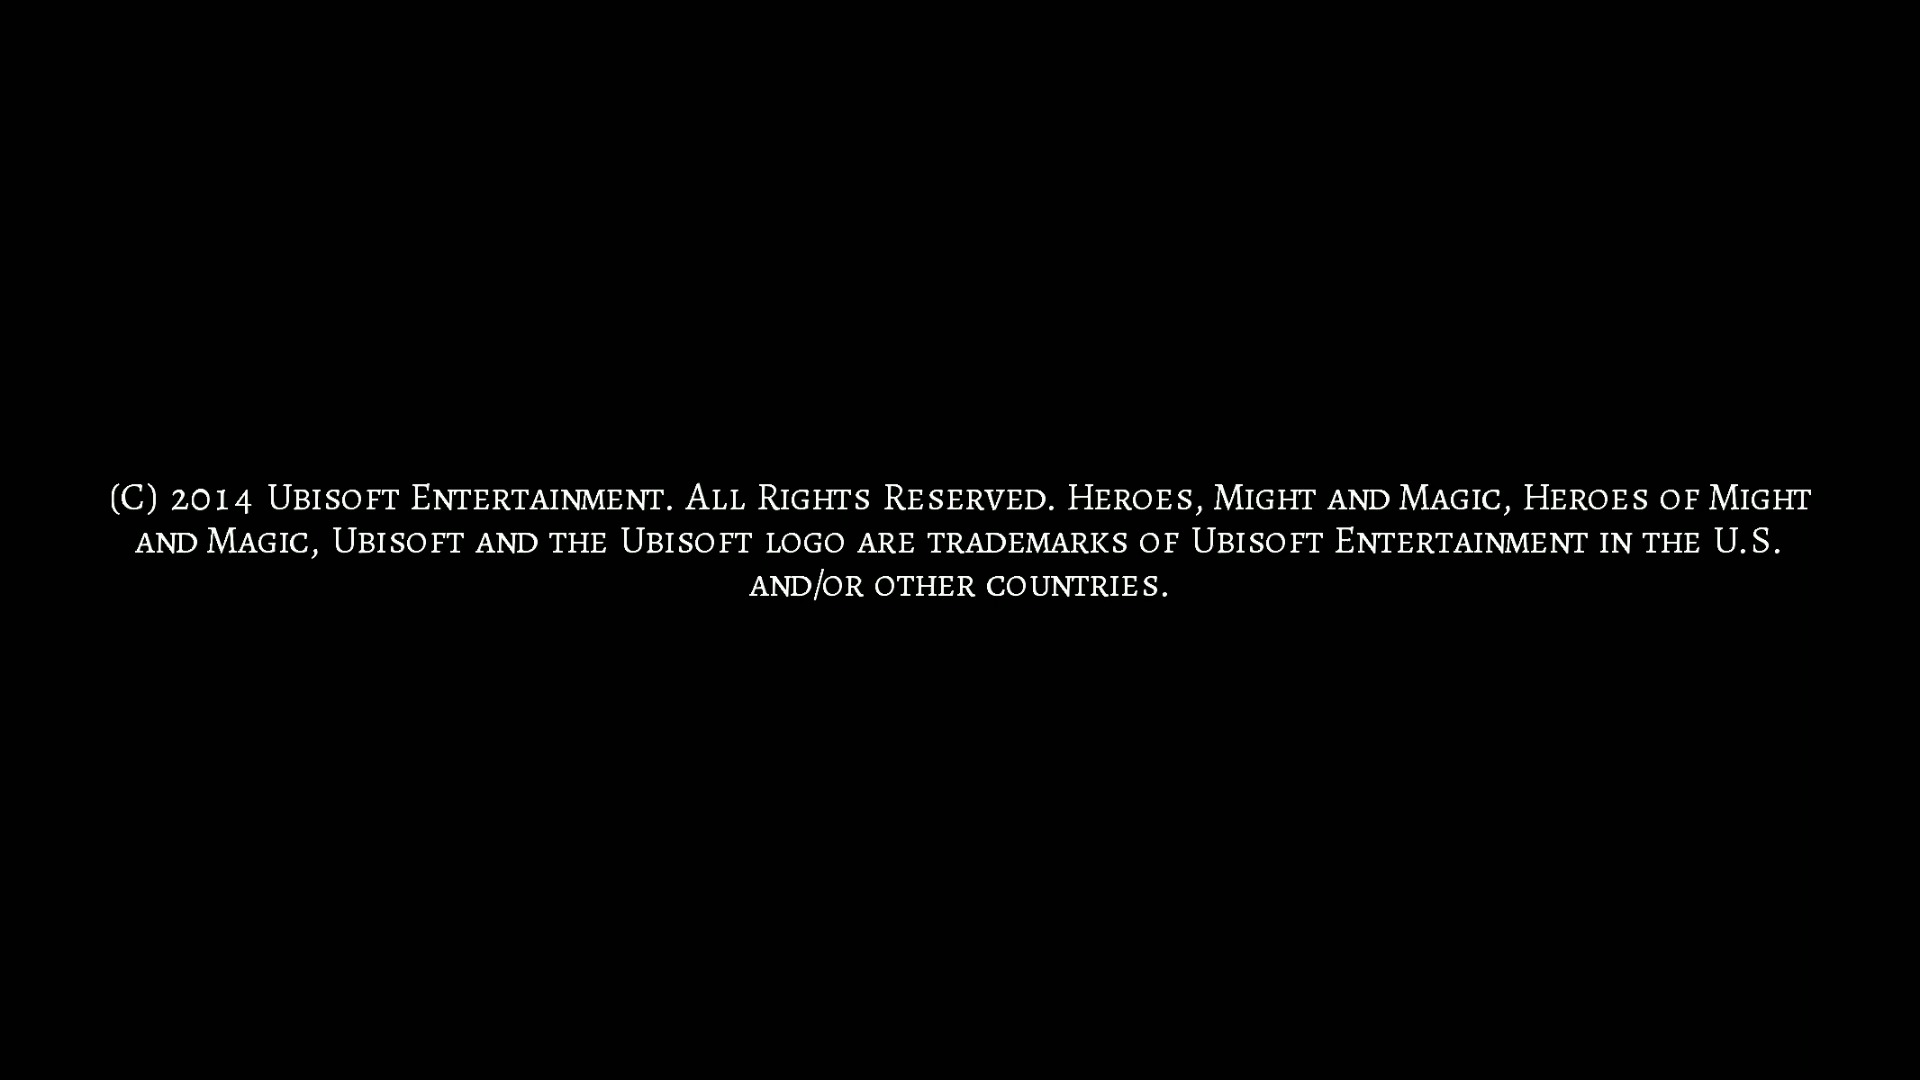 (C) 2014 Ubisoft Entertainment. All Rights Reserved. Heroes, Might and Magic, Heroes of Might
and Magic, Ubisoft and the Ubisoft logo are trademarks of Ubisoft Entertainment in the U.S.
and/or other countries.